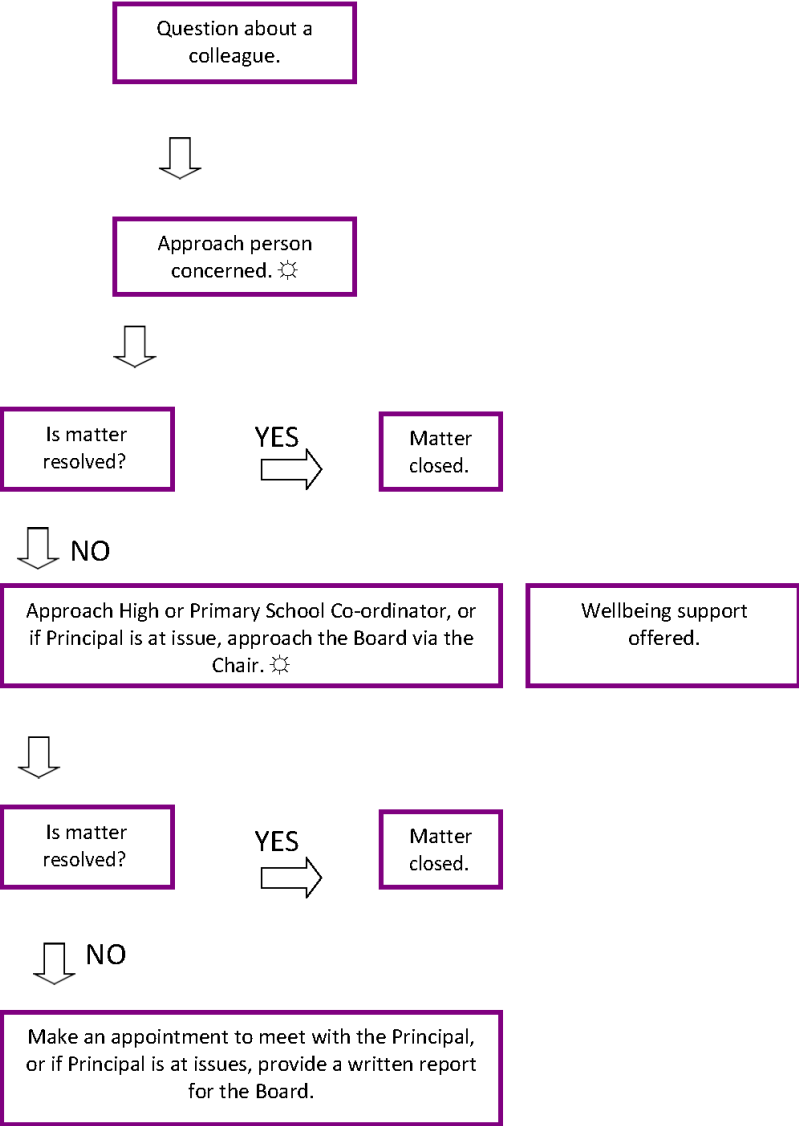 Question about a
colleague.
Approach person
concerned. ☼
Is matter
resolved?
YES
Matter
closed.
NO
Approach High or Primary School Co-ordinator, or
if Principal is at issue, approach the Board via the
Chair. ☼
Wellbeing support
offered.
Is matter
resolved?
YES
Matter
closed.
NO
Make an appointment to meet with the Principal,
or if Principal is at issues, provide a written report
for the Board.